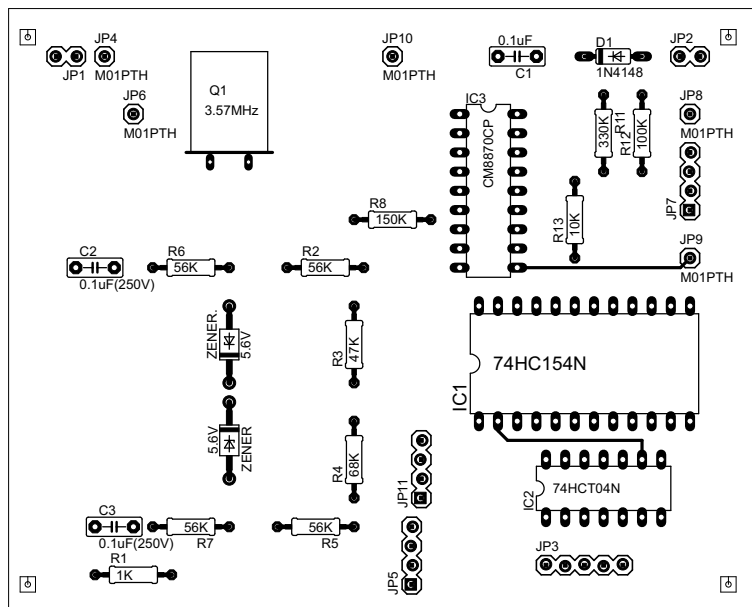 JP4
JP10
0.1uF
D1
JP2
JP1
M01PTH
M01PTH
C1
1N4148
Q1
3.57MHz
JP6
M01PTH
IC3
CM8870CP
330K
R12
R11
100K
JP8
M01PTH
JP7
R8
150K
R13
10K
C2
0.1uF(250V)
R6
56K
R2
56K
JP9
M01PTH
ZENER.
5.6V
R3
47K
IC1
74HC154N
5.6V
ZENER
R4
68K
JP11
IC2
74HCT04N
C3
0.1uF(250V)
56K
R7
56K
R5
R1
1K
JP5
JP3